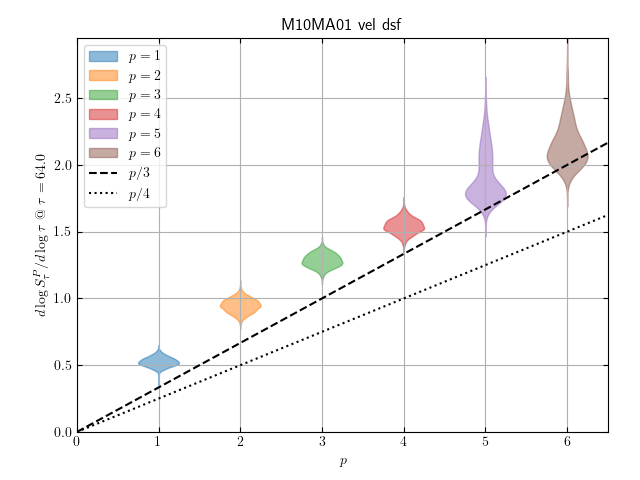 M10MA01 vel dsf
p = 1
p = 2
p = 3
p = 4
p = 5
p = 6
p/3
p/4
d log S_τ^P / d log τ @ τ = 64.0
2.5
2.0
1.5
1.0
0.5
0.0
0 1 2 3 4 5 6
p